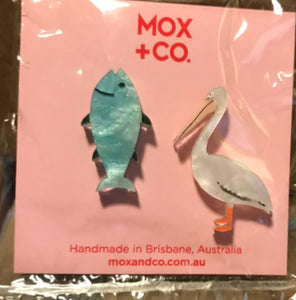 MOX
+CO.
Handmade in Brisbane, Australia
moxandco.com.au